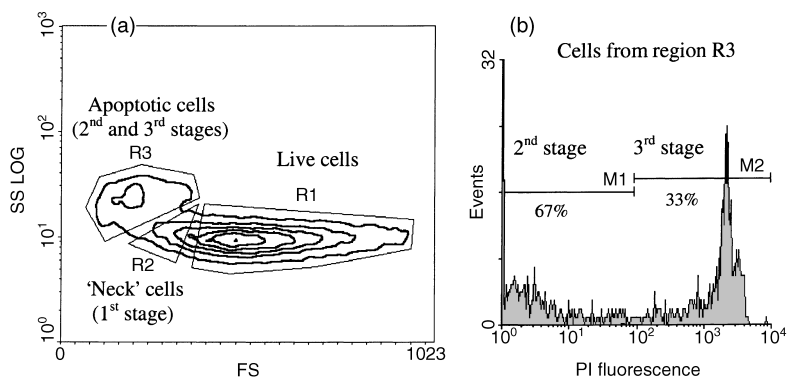 (a)
10³
10²
10¹
10⁰
SS LOG
Apoptotic cells
(2nd and 3rd stages)
R3
Live cells
R1
R2
'Neck' cells
(1st stage)
0
1023
FS
(b)
Cells from region R3
32
0
Events
2nd stage
3rd stage
M1
M2
67%
33%
10⁰ 10¹ 10² 10³ 10⁴
PI fluorescence